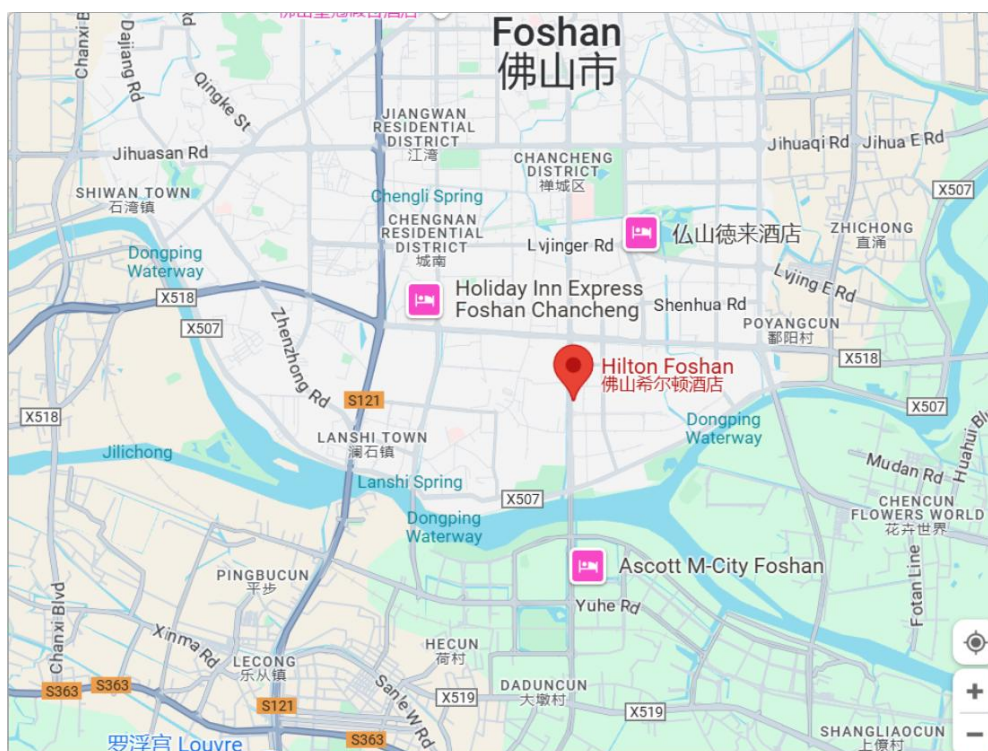 Foshan
佛山市
Chanxi B
Dajiang Rd
Qingke St
JIANGWAN
RESIDENTIAL
DISTRICT
江湾
Jihuasan Rd
CHANCHENG
DISTRICT
禅城区
Jihuaqi Rd
Jihua E Rd
X507
SHIWAN TOWN
石湾镇
Chengli Spring
CHENGNAN
RESIDENTIAL
DISTRICT
城南
Lvjinger Rd
仏山徳来酒店
ZHICHONG
直涌
Dongping
Waterway
Lvjing E Rd
X518
Holiday Inn Express
Foshan Chancheng
Shenhua Rd
X507
Zhenzhong Rd
POYANGCUN
鄱阳村
X518
Hilton Foshan
佛山希尔顿酒店
S121
X507
X518
LANSHI TOWN
澜石镇
Dongping
Waterway
Huahui Bl
Jilichong
Mudan Rd
Lanshi Spring
X507
CHENCUN
FLOWERS WORLD
花卉世界
Dongping
Waterway
PINGBUCUN
平步
Ascott M-City Foshan
Fotan Line
Chanxi Blvd
Yuhe Rd
Xinma Rd
HECUN
荷村
LECONG
乐从镇
San'le W Rd
S363
S363
S121
X519
DADUNCUN
大墩村
X519
S363
SHANGLIAOCUN
上僚村
罗浮宫 Louvre